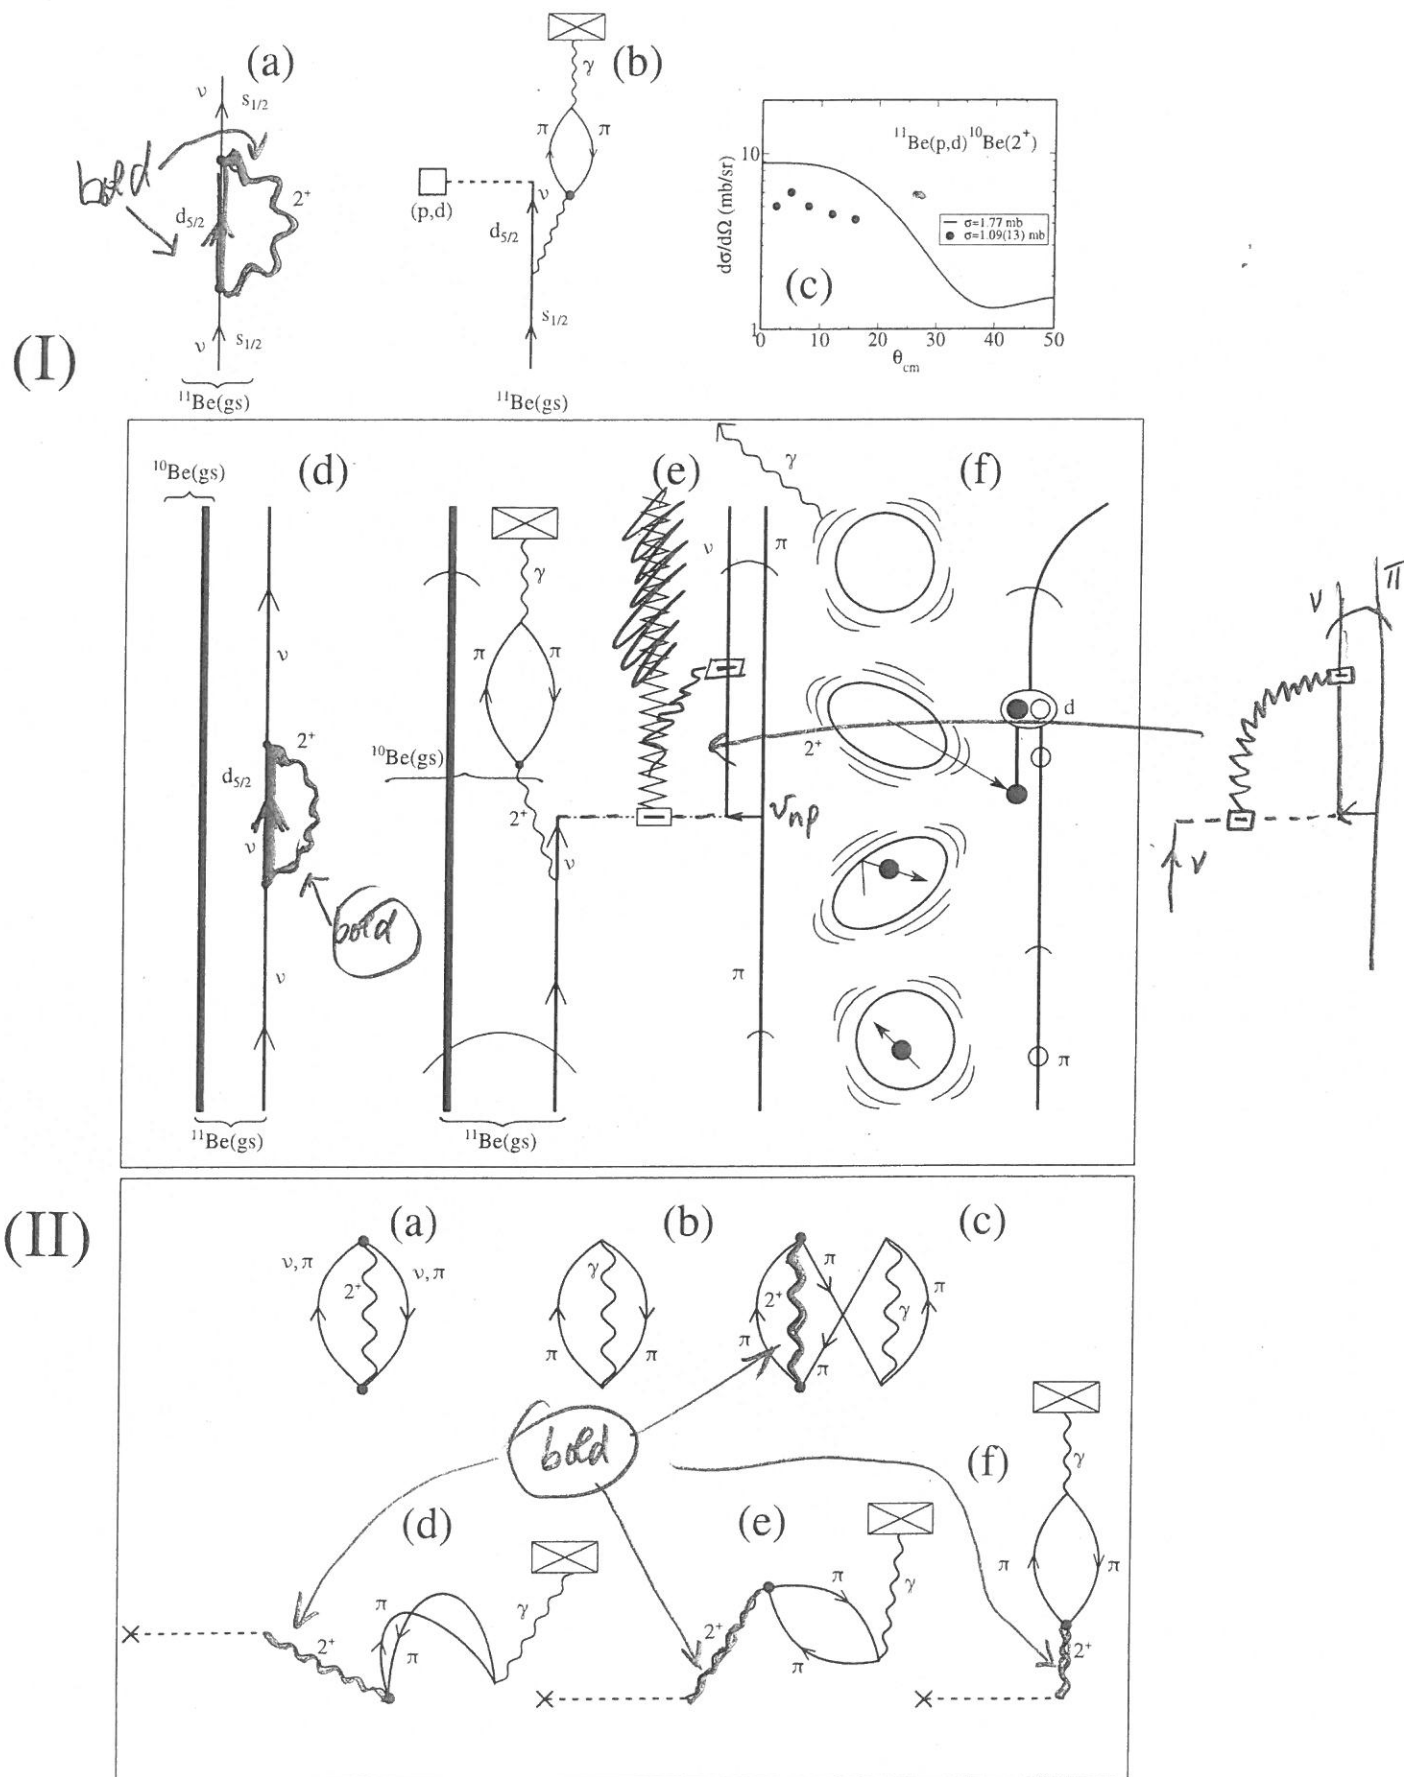 (a)
ν
s1/2
bold
2+
d5/2
ν
s1/2
11Be(gs)
(I)
(b)
γ
π
π
(p,d)
ν
d5/2
s1/2
11Be(gs)
11Be(p,d)10Be(2+)
dσ/dΩ (mb/sr)
10
1
σ=1.77 mb
σ=1.09(13) mb
(c)
0
10
20
30
40
50
θcm
10Be(gs)
(d)
ν
2+
d5/2
ν
bold
ν
11Be(gs)
(e)
γ
π
π
10Be(gs)
2+
ν
ν
π
vnp
π
11Be(gs)
(f)
γ
2+
d
π
ν
π
ν
(II)
(a)
ν, π
2+
ν, π
(b)
γ
π
π
(c)
2+
π
π
π
γ
π
bold
(d)
2+
π
π
γ
(e)
2+
π
π
γ
(f)
γ
π
π
2+